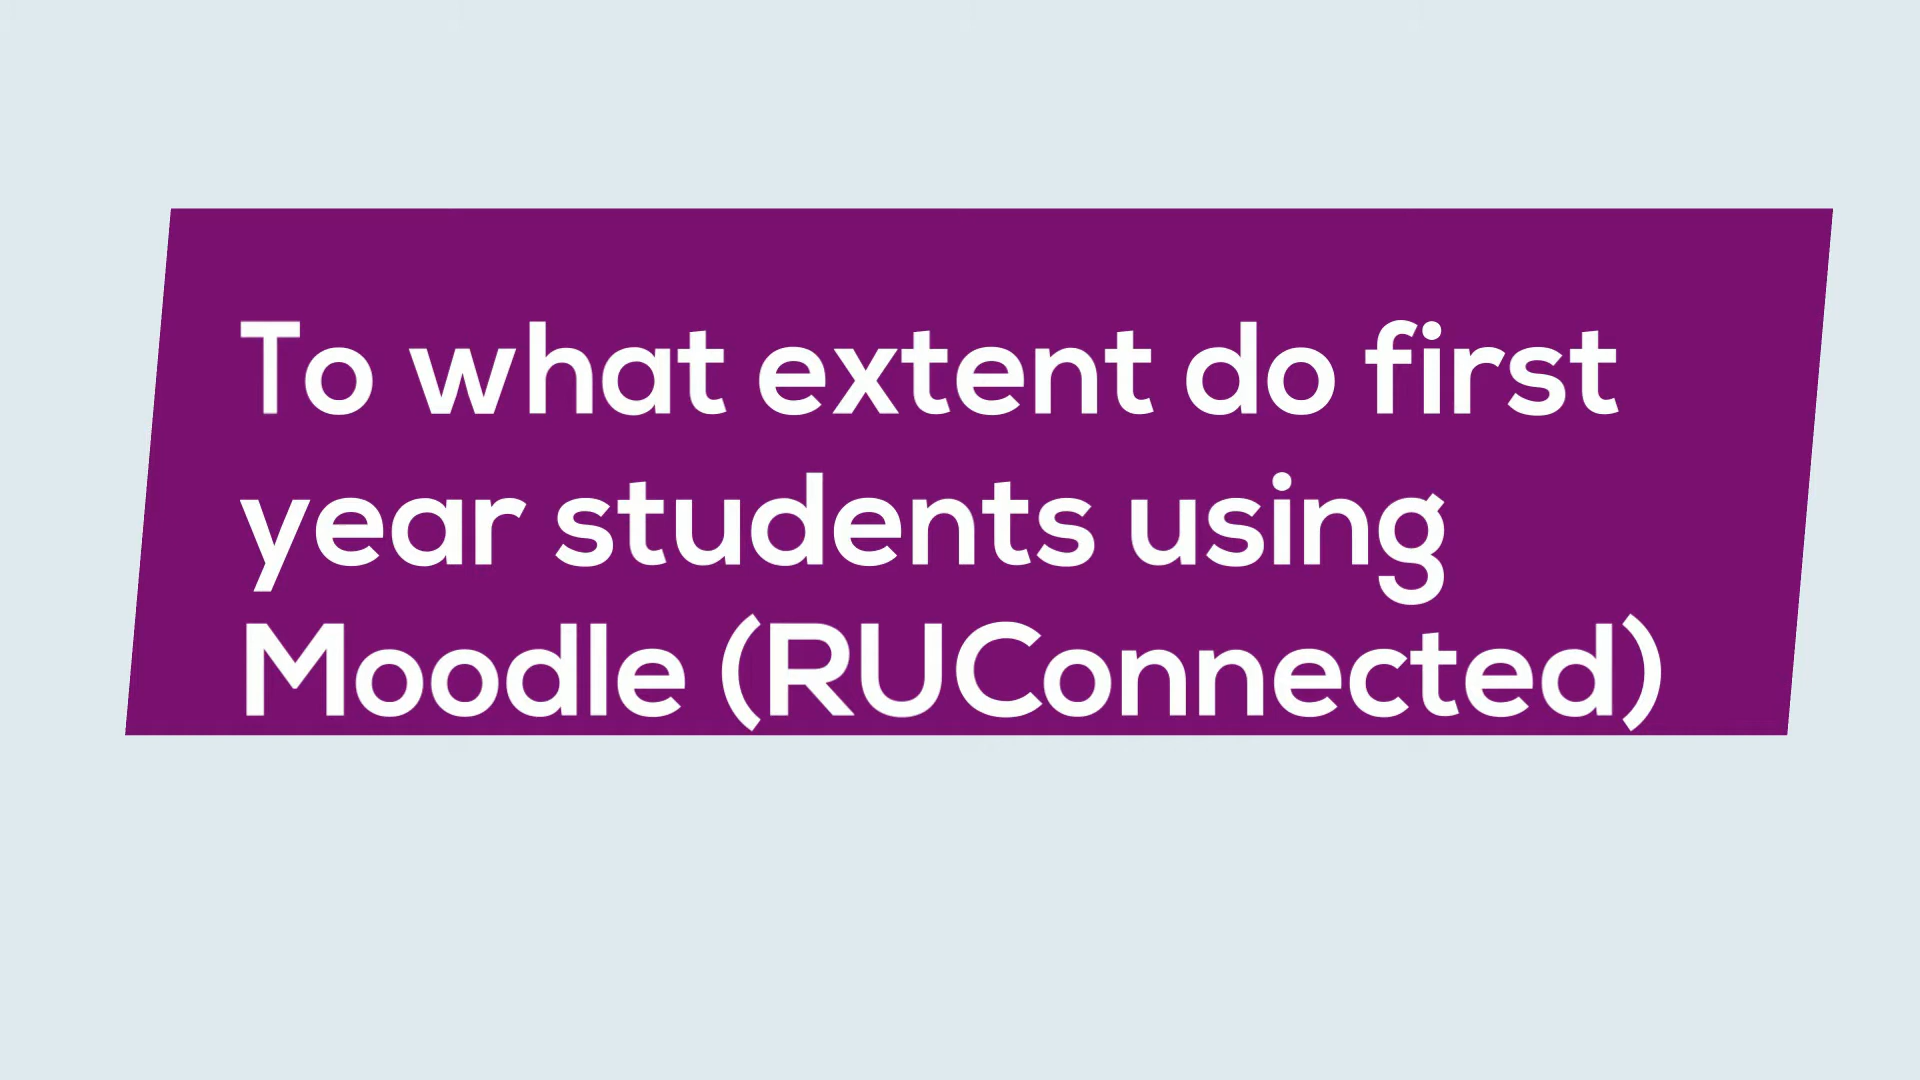 To what extent do first
year students using
Moodle (RUConnected)